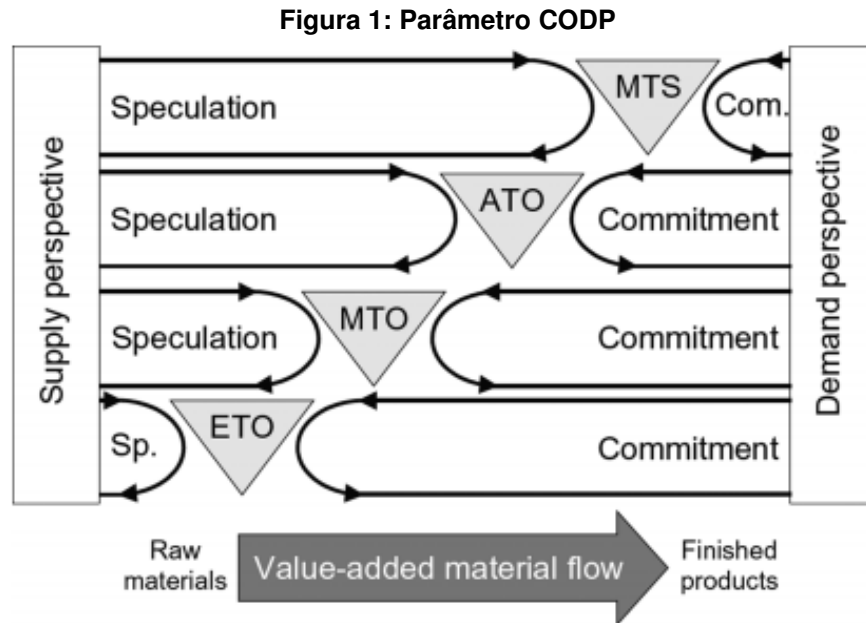 Figura 1: Parâmetro CODP
Supply perspective
Speculation
MTS
Com.
Speculation
ATO
Commitment
Speculation
MTO
Commitment
Sp.
ETO
Commitment
Demand perspective
Raw
materials
Value-added material flow
Finished
products